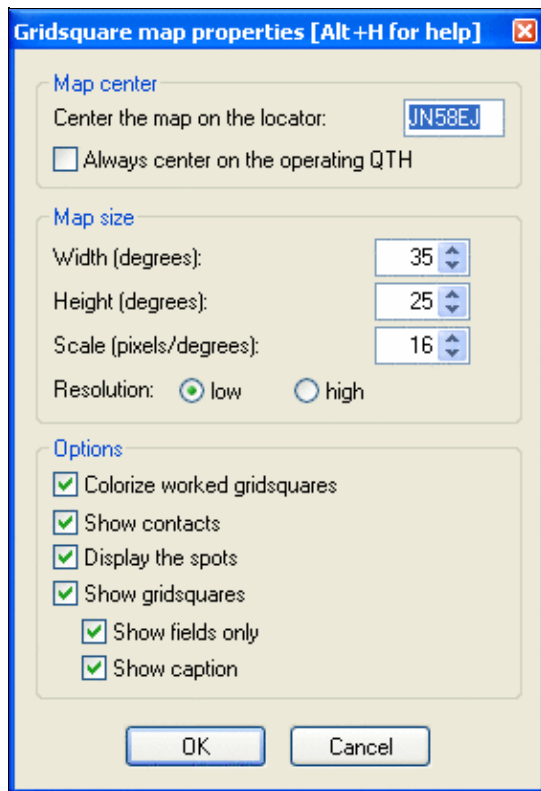 Gridsquare map properties [Alt+H for help]
Map center
Center the map on the locator: JN58EJ
Always center on the operating QTH
Map size
Width (degrees): 35
Height (degrees): 25
Scale (pixels/degrees): 16
Resolution: low high
Options
Colorize worked gridsquares
Show contacts
Display the spots
Show gridsquares
Show fields only
Show caption
OK Cancel